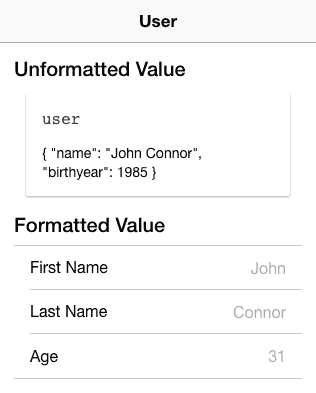 User
Unformatted Value
user
{ "name": "John Connor",
"birthyear": 1985 }
Formatted Value
First Name John
Last Name Connor
Age 31